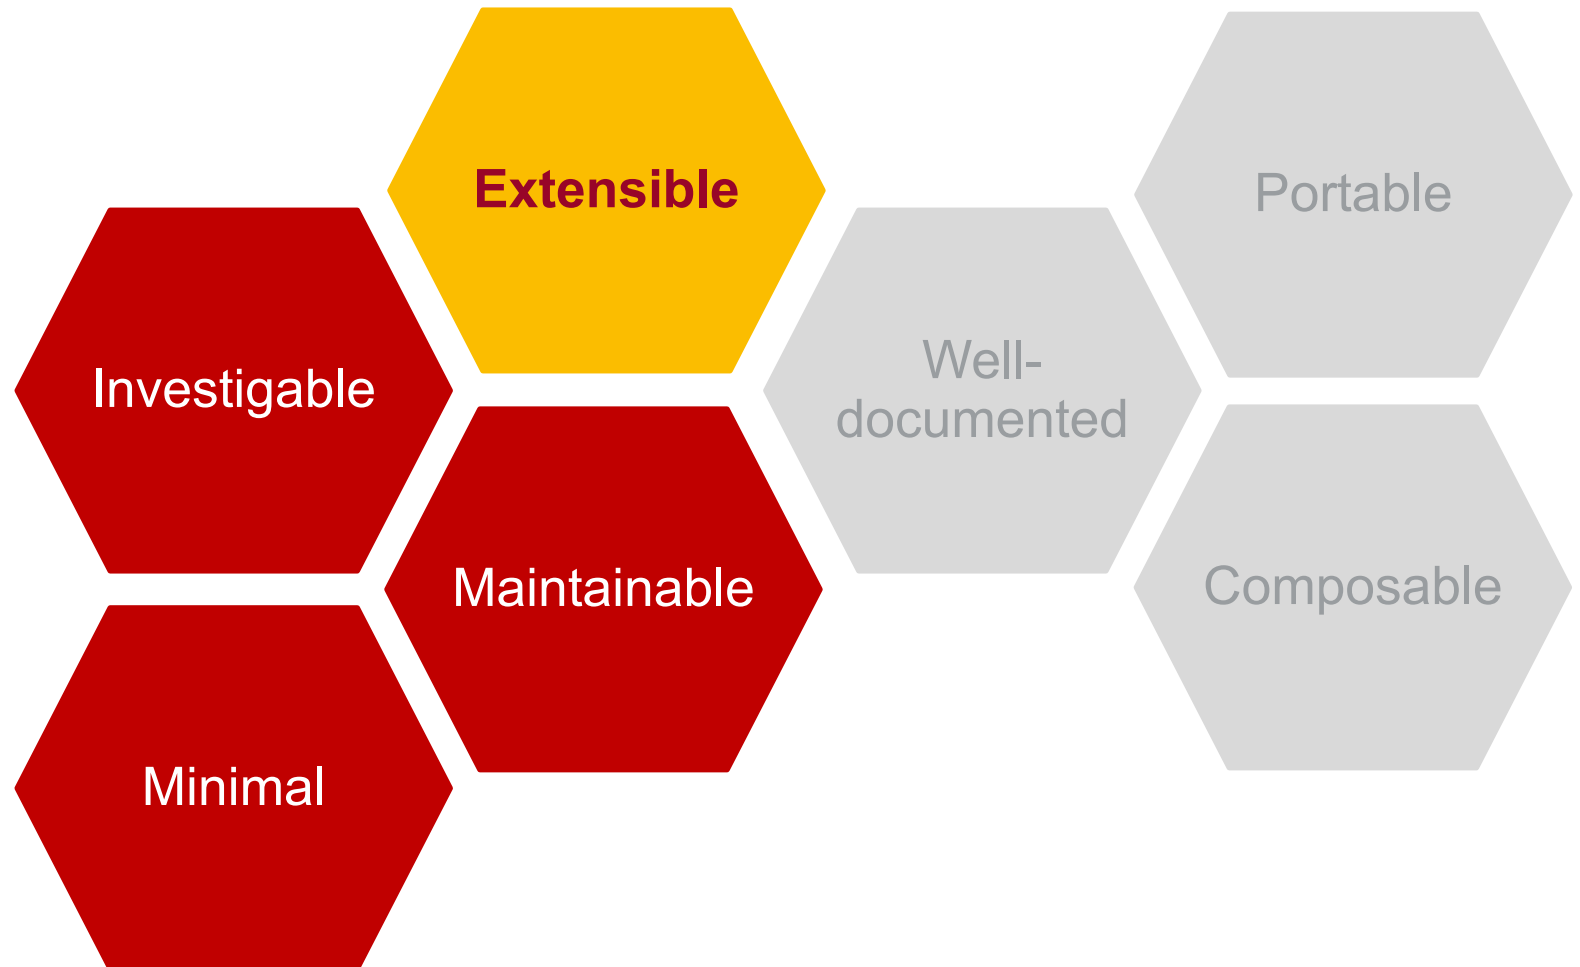 Extensible
Portable
Investigable
Well-
documented
Maintainable
Composable
Minimal